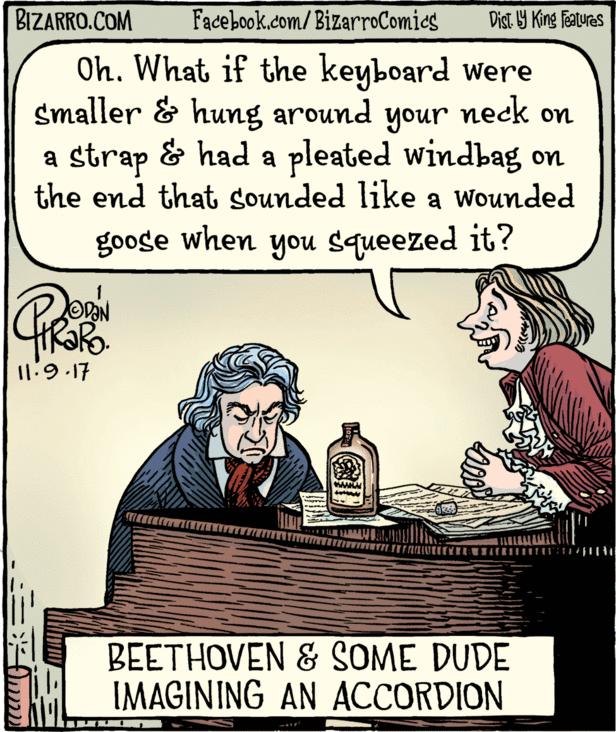 BIZARRO.COM Facebook.com/BizarroComics Dist. by King Features
Oh. What if the keyboard were
smaller & hung around your neck on
a strap & had a pleated windbag on
the end that sounded like a wounded
goose when you squeezed it?
1
©DAN
PIRARO.
11.9.17
BEETHOVEN & SOME DUDE
IMAGINING AN ACCORDION